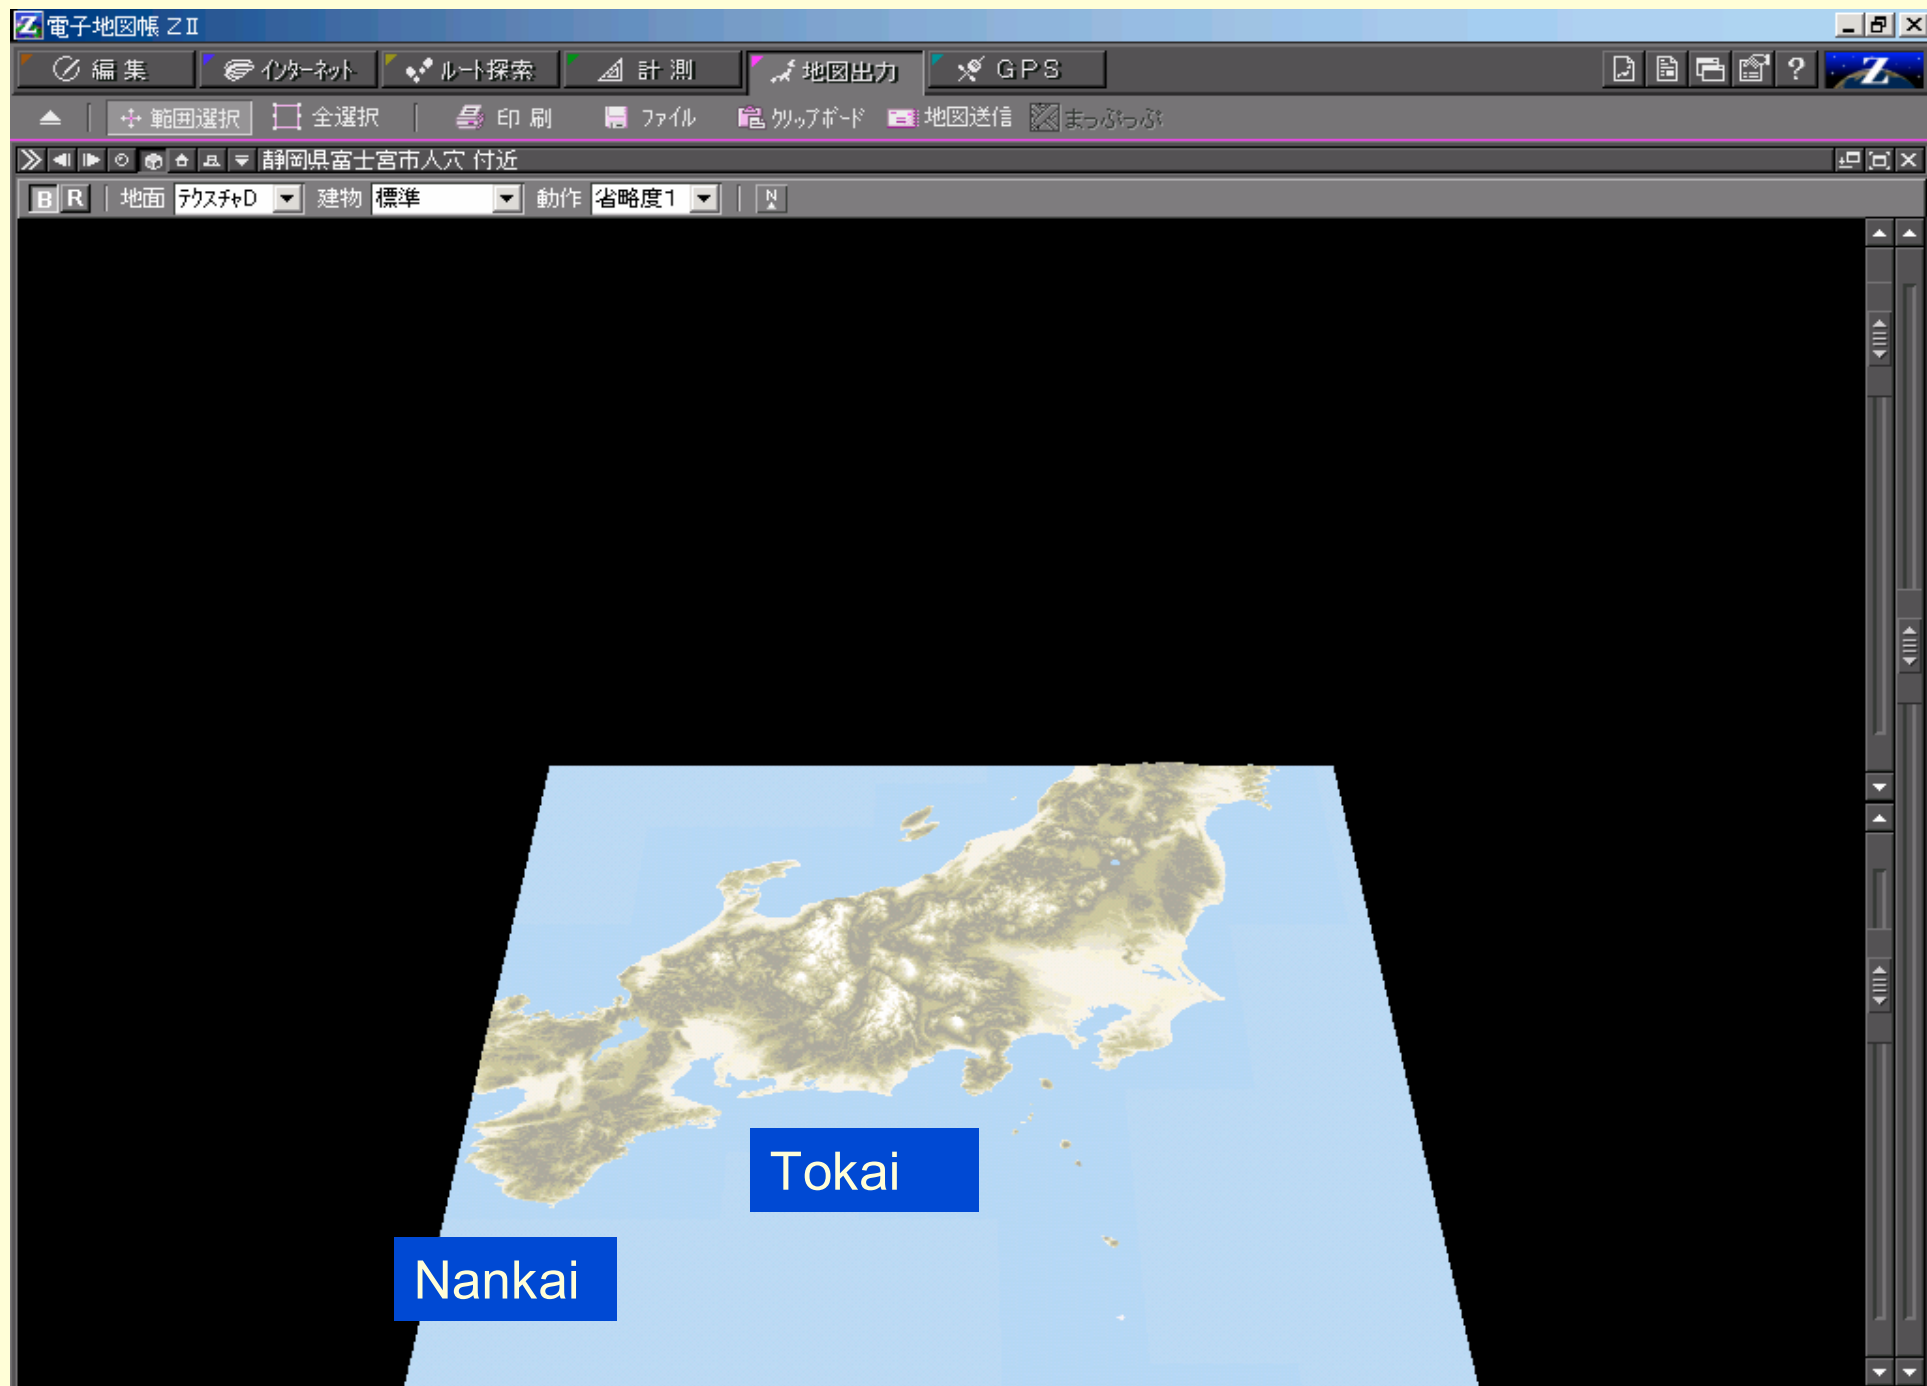 電子地図帳 ZⅡ
編集 インターネット ルート探索 計測 地図出力 GPS ? Z
範囲選択 全選択 印刷 ファイル クリップボード 地図送信 まっぷっぷ
静岡県富士宮市人穴 付近
B R 地面 テクスチャD 建物 標準 動作 省略度1 N
Tokai
Nankai